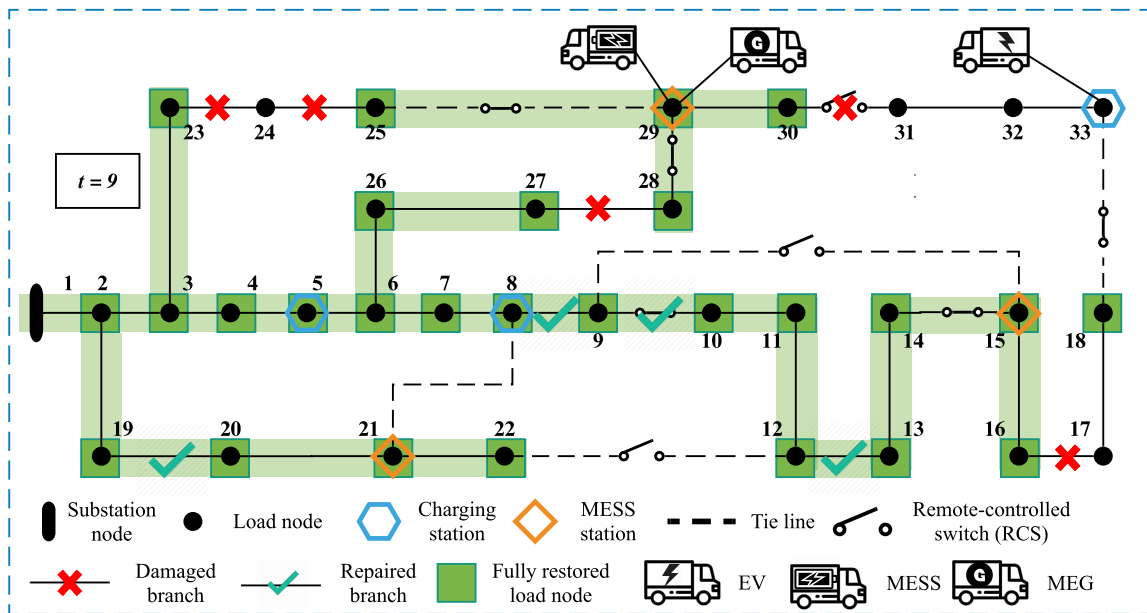 23 24 25 29 30 31 32 33
t = 9
26 27 28
1 2 3 4 5 6 7 8 9 10 11 14 15 18
19 20 21 22 12 13 16 17
Substation
node
Load node
Charging
station
MESS
station
Tie line
Remote-controlled
switch (RCS)
Damaged
branch
Repaired
branch
Fully restored
load node
EV
MESS
G
MEG
G